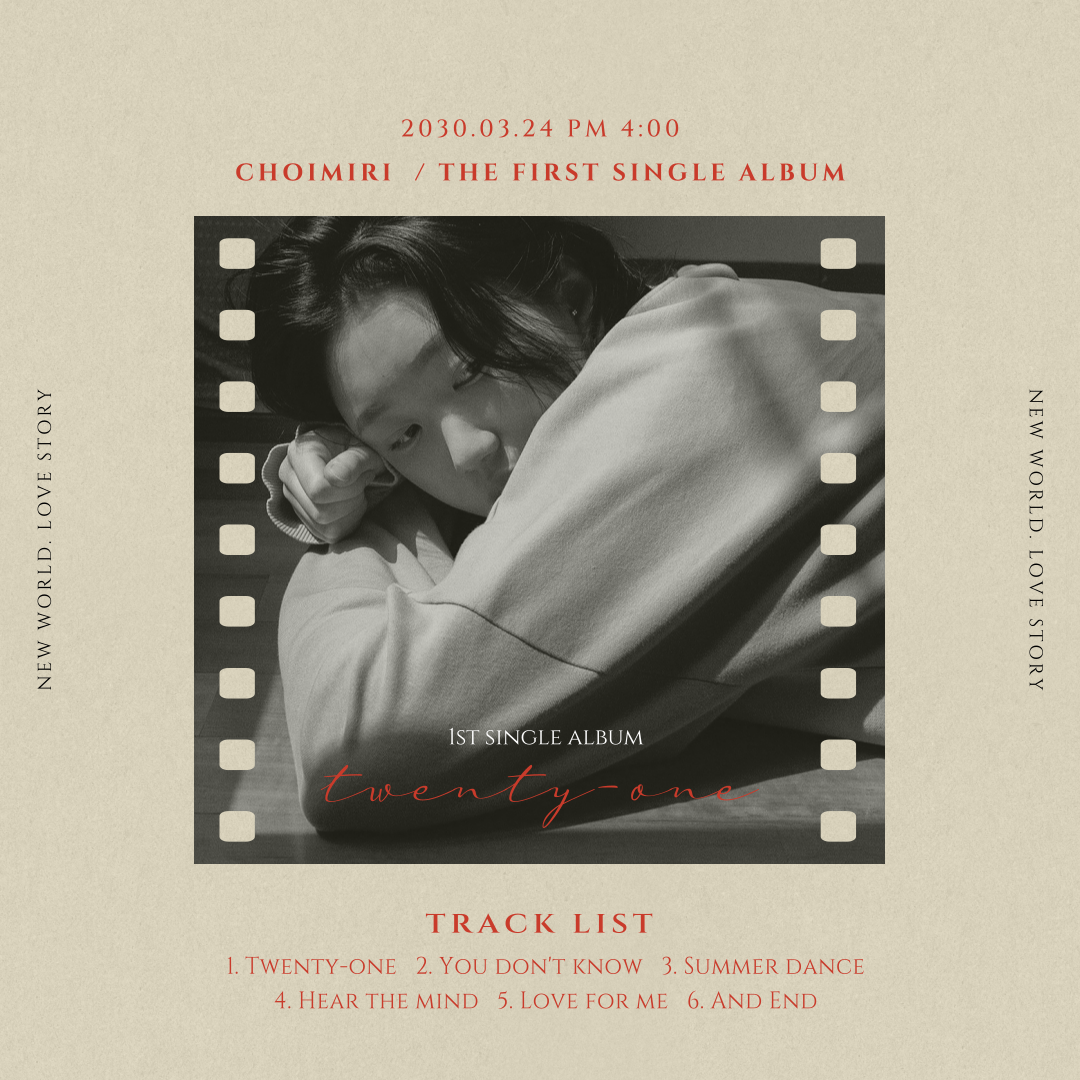 2030.03.24 PM 4:00
CHOIMIRI / THE FIRST SINGLE ALBUM
NEW WORLD. LOVE STORY
NEW WORLD. LOVE STORY
1ST SINGLE ALBUM
twenty-one
TRACK LIST
1. TWENTY-ONE 2. YOU DON'T KNOW 3. SUMMER DANCE
4. HEAR THE MIND 5. LOVE FOR ME 6. AND END